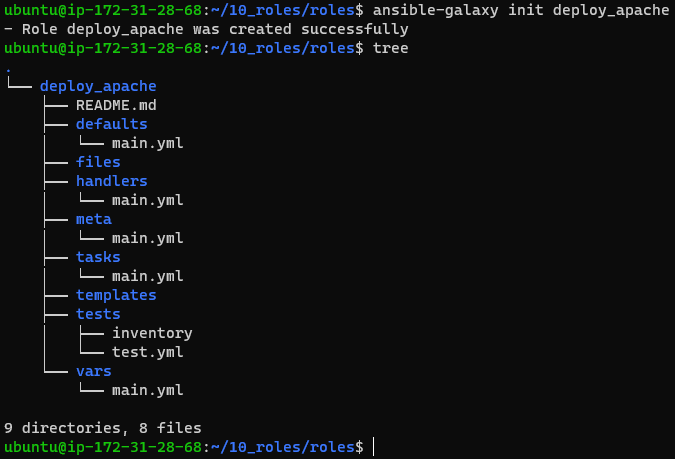 ubuntu@ip-172-31-28-68:~/10_roles/roles$ ansible-galaxy init deploy_apache
- Role deploy_apache was created successfully
ubuntu@ip-172-31-28-68:~/10_roles/roles$ tree
.
└── deploy_apache
    ├── README.md
    ├── defaults
    │   └── main.yml
    ├── files
    ├── handlers
    │   └── main.yml
    ├── meta
    │   └── main.yml
    ├── tasks
    │   └── main.yml
    ├── templates
    ├── tests
    │   ├── inventory
    │   └── test.yml
    └── vars
        └── main.yml

9 directories, 8 files
ubuntu@ip-172-31-28-68:~/10_roles/roles$